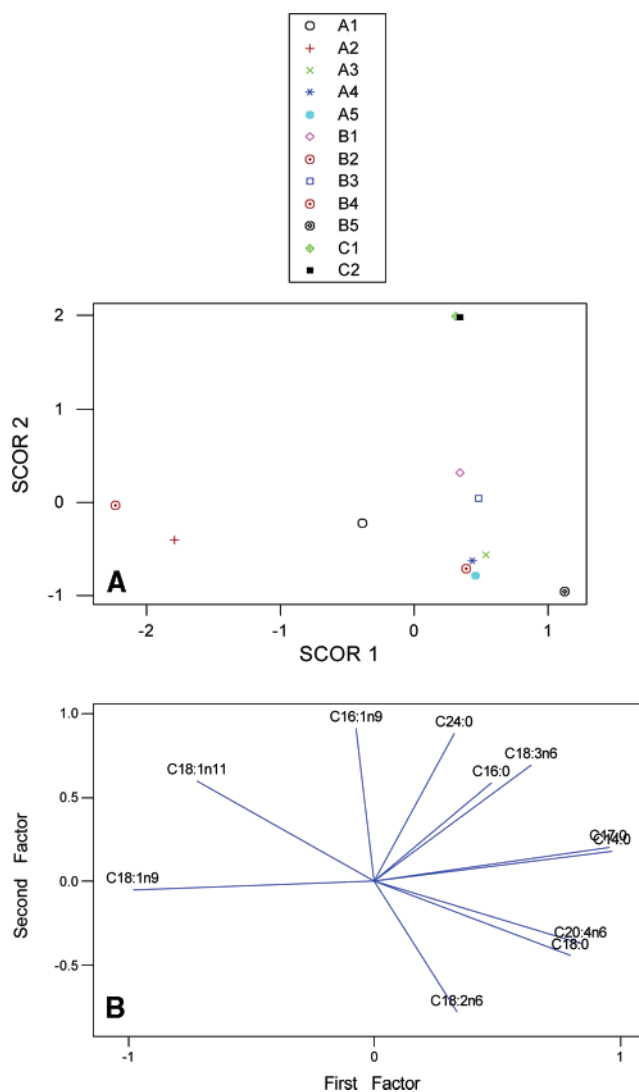 A1
A2
A3
A4
A5
B1
B2
B3
B4
B5
C1
C2
2
1
0
-1
SCOR 2
A
-2
-1
0
1
SCOR 1
1.0
0.5
0.0
-0.5
Second Factor
C16:1n9
C24:0
C18:3n6
C16:0
C18:1n11
C17:0
C14:0
C18:1n9
C20:4n6
C18:0
C18:2n6
B
-1
0
1
First Factor